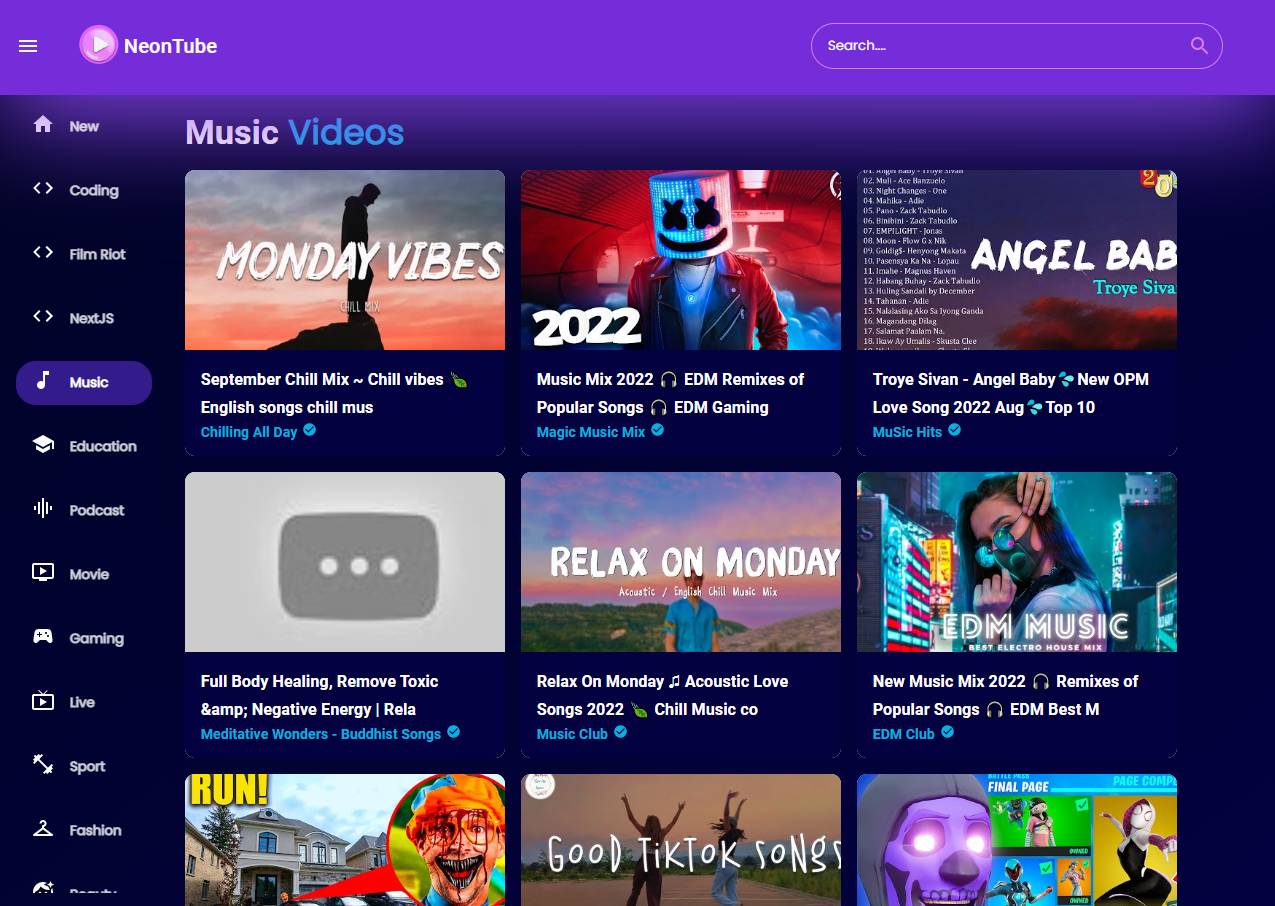 NeonTube
Search....
New
Coding
Film Riot
NextJS
Music
Education
Podcast
Movie
Gaming
Live
Sport
Fashion
Beauty
Music Videos
MONDAY VIBES
CHILL MIX
2022
01. Angel Baby - Troye Sivan
02. Muli - Ace Banzuelo
03. Night Changes - One
04. Mahika - Adie
05. Pano - Zack Tabudlo
06. Binibini - Zack Tabudlo
07. EMPILIGHT - Jonas
08. Moon - Flow G x Nik
09. Goldig$- Henyong Makata
10. Pasensya Ka Na - Lopau
11. Imahe - Magnus Haven
12. Habang Buhay - Zack Tabudlo
13. Huling Sandali by December
14. Tahanan - Adie
15. Nalalasing Ako Sa Iyong Ganda
16. Magandang Dilag
17. Salamat Paalam Na.
18. Ikaw Ay Umalis - Skusta Clee
20
ANGEL BAB
Troye Siva
September Chill Mix ~ Chill vibes 🍃
English songs chill mus
Chilling All Day
Music Mix 2022 🎧 EDM Remixes of
Popular Songs 🎧 EDM Gaming
Magic Music Mix
Troye Sivan - Angel Baby💦New OPM
Love Song 2022 Aug💦Top 10
MuSic Hits
RELAX ON MONDAY
Acoustic / English Chill Music Mix
EDM MUSIC
BEST ELECTRO HOUSE MIX
Full Body Healing, Remove Toxic
&amp; Negative Energy | Rela
Meditative Wonders - Buddhist Songs
Relax On Monday ♫ Acoustic Love
Songs 2022 🍃 Chill Music co
Music Club
New Music Mix 2022 🎧 Remixes of
Popular Songs 🎧 EDM Best M
EDM Club
RUN!
GOOD TiKTOK SONGS
BATTLE PASS
FINAL PAGE
PAGE COMPL
OWNED
OWNED